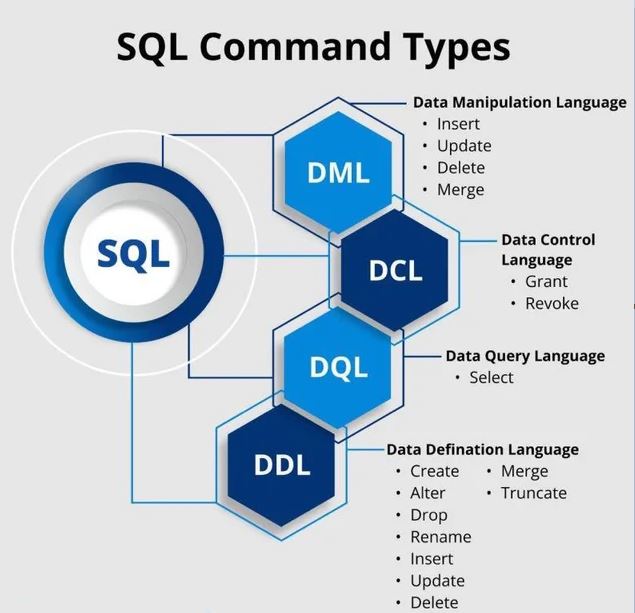 SQL Command Types
SQL
DML
Data Manipulation Language
• Insert
• Update
• Delete
• Merge
DCL
Data Control
Language
• Grant
• Revoke
DQL
Data Query Language
• Select
DDL
Data Defination Language
• Create
• Alter
• Drop
• Rename
• Insert
• Update
• Delete
• Merge
• Truncate